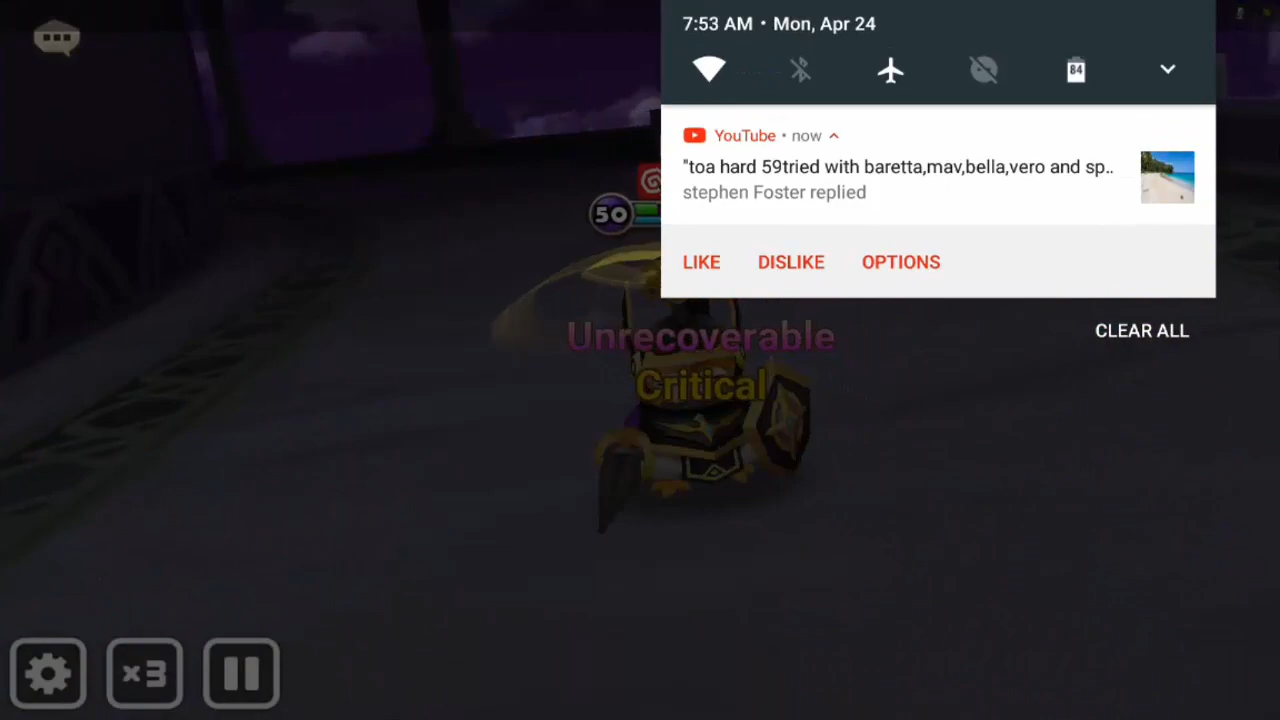 7:53 AM • Mon, Apr 24
84
YouTube • now
"toa hard 59tried with baretta,mav,bella,vero and sp..
stephen Foster replied
50
LIKE DISLIKE OPTIONS
CLEAR ALL
Unrecoverable
Critical
x3